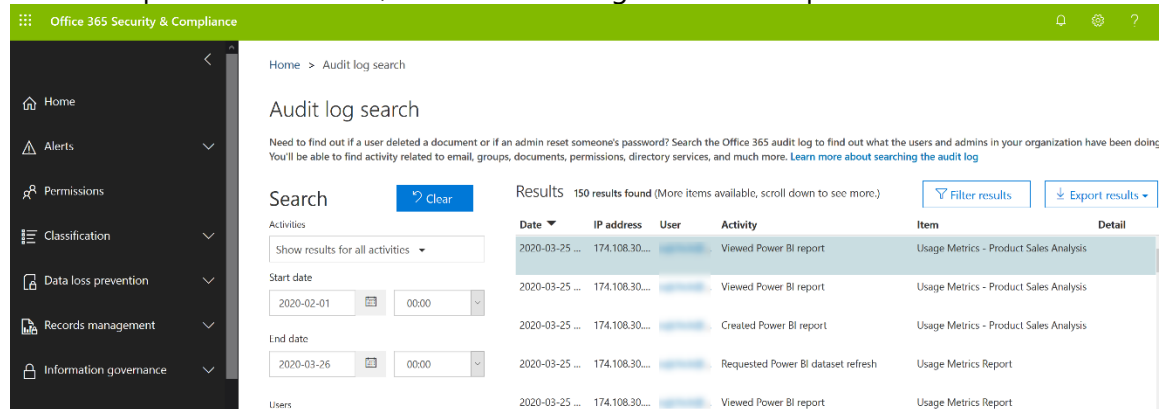 Office 365 Security & Compliance
?
Home > Audit log search
Home
Alerts
Permissions
Classification
Data loss prevention
Records management
Information governance
Audit log search
Need to find out if a user deleted a document or if an admin reset someone's password? Search the Office 365 audit log to find out what the users and admins in your organization have been doing
You'll be able to find activity related to email, groups, documents, permissions, directory services, and much more. Learn more about searching the audit log
Search
Clear
Activities
Show results for all activities
Start date
2020-02-01 00:00
End date
2020-03-26 00:00
Users
Results 150 results found (More items available, scroll down to see more.)
Filter results
Export results
Date IP address User Activity Item Detail
2020-03-25 ... 174.108.30.... Viewed Power BI report Usage Metrics - Product Sales Analysis
2020-03-25 ... 174.108.30.... Viewed Power BI report Usage Metrics - Product Sales Analysis
2020-03-25 ... 174.108.30.... Created Power BI report Usage Metrics - Product Sales Analysis
2020-03-25 ... 174.108.30.... Requested Power BI dataset refresh Usage Metrics Report
2020-03-25 ... 174.108.30.... Viewed Power BI report Usage Metrics Report